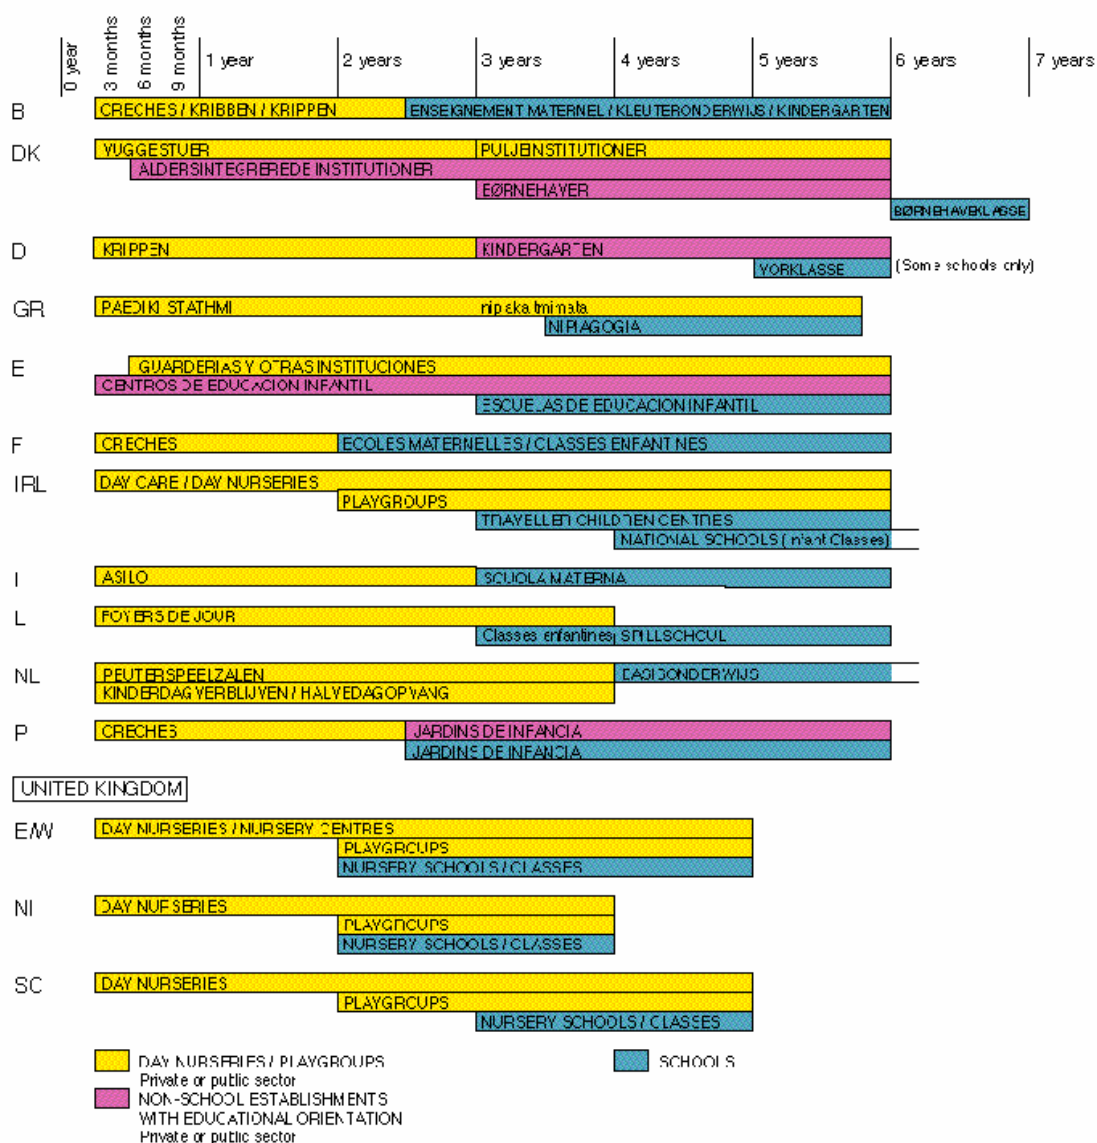 0 year
3 months
6 months
9 months
1 year
2 years
3 years
4 years
5 years
6 years
7 years
B
CRECHES / KRIBBEN / KRIPPEN
ENSEIGNEMENT MATERNEL / KLEUTERONDERWIJS / KINDERGARTEN
DK
VUGGESTUER
PULJEINSTITUTIONER
ALDERSINTEGREREDE INSTITUTIONER
BØRNEHAVER
BØRNEHAVEKLASSE
D
KRIPPEN
KINDERGARTEN
VORKLASSE
(Some schools only)
GR
PAEDIKI STATHMI
nipiaka tmimata
NIPIAGOGIA
E
GUARDERIAS Y OTRAS INSTITUCIONES
CENTROS DE EDUCACION INFANTIL
ESCUELAS DE EDUCACION INFANTIL
F
CRECHES
ECOLES MATERNELLES / CLASSES ENFANTINES
IRL
DAY CARE / DAY NURSERIES
PLAYGROUPS
TRAVELLER CHILDREN CENTRES
NATIONAL SCHOOLS (Infant Classes)
I
ASILO
SCUOLA MATERNA
L
FOYERS DE JOUR
Classes enfantines SPILLSCHOUL
NL
PEUTERSPEELZALEN
BASISONDERWIJS
KINDERDAGVERBLIJVEN / HALVEDAGOPVANG
P
CRECHES
JARDINS DE INFANCIA
JARDINS DE INFANCIA
UNITED KINGDOM
E/W
DAY NURSERIES / NURSERY CENTRES
PLAYGROUPS
NURSERY SCHOOLS / CLASSES
NI
DAY NURSERIES
PLAYGROUPS
NURSERY SCHOOLS / CLASSES
SC
DAY NURSERIES
PLAYGROUPS
NURSERY SCHOOLS / CLASSES
DAY NURSERIES / PLAYGROUPS
Private or public sector
SCHOOLS
NON-SCHOOL ESTABLISHMENTS
WITH EDUCATIONAL ORIENTATION
Private or public sector